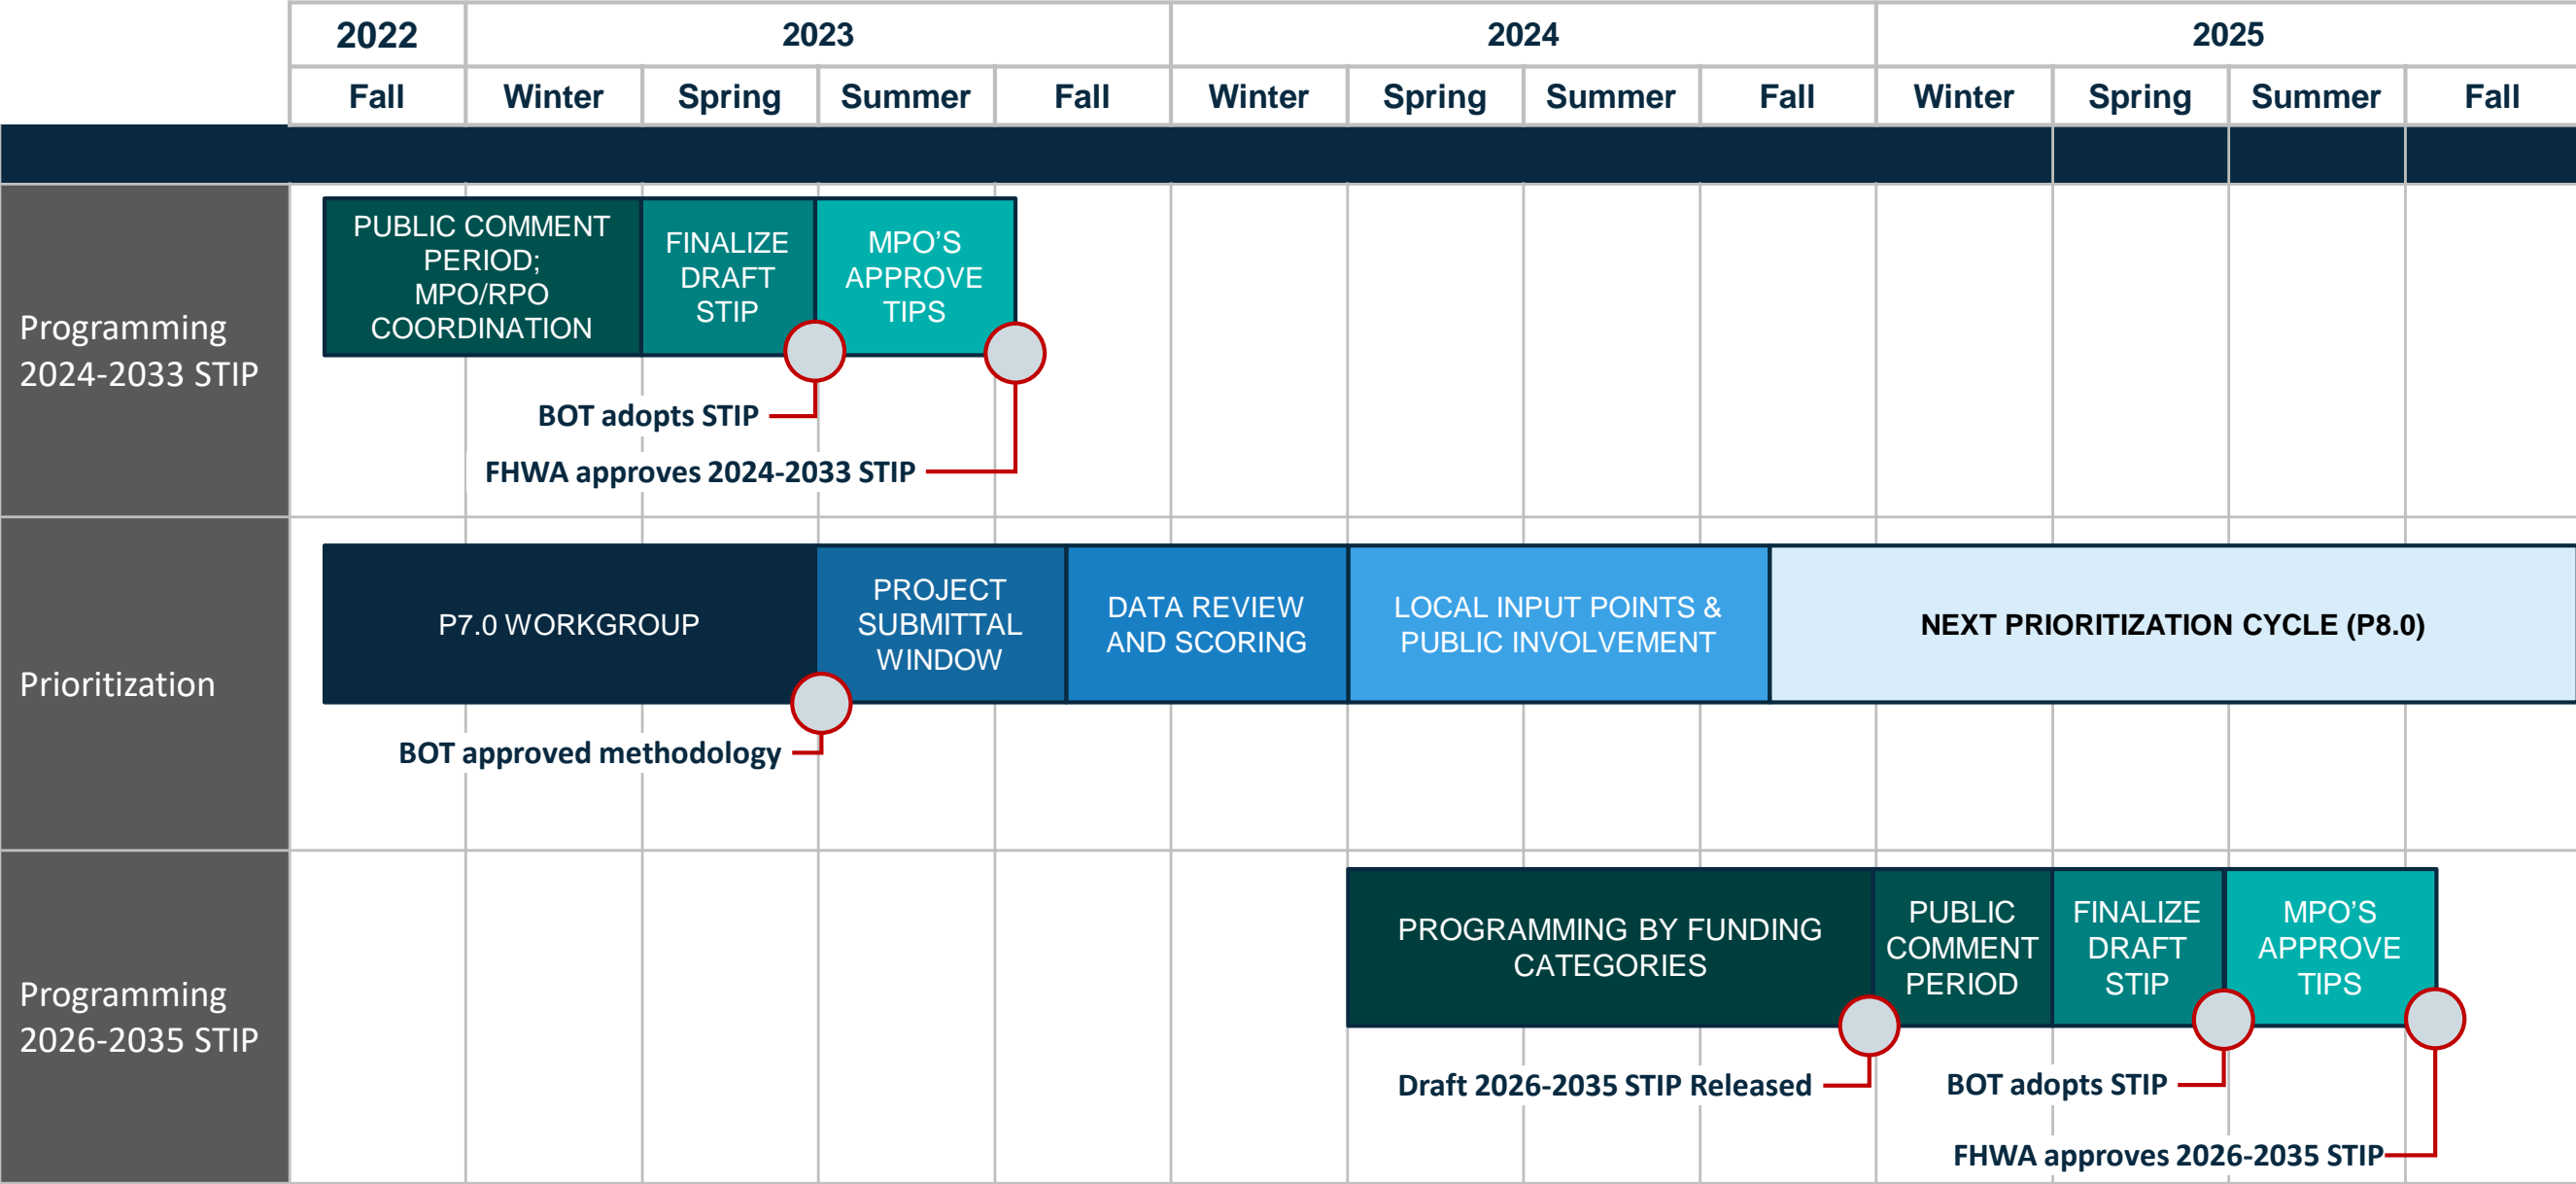 2022
2023
2024
2025
Fall
Winter
Spring
Summer
Fall
Winter
Spring
Summer
Fall
Winter
Spring
Summer
Fall
Programming
2024-2033 STIP
PUBLIC COMMENT
PERIOD;
MPO/RPO
COORDINATION
FINALIZE
DRAFT
STIP
MPO’S
APPROVE
TIPS
BOT adopts STIP
FHWA approves 2024-2033 STIP
Prioritization
P7.0 WORKGROUP
PROJECT
SUBMITTAL
WINDOW
DATA REVIEW
AND SCORING
LOCAL INPUT POINTS &
PUBLIC INVOLVEMENT
NEXT PRIORITIZATION CYCLE (P8.0)
BOT approved methodology
Programming
2026-2035 STIP
PROGRAMMING BY FUNDING
CATEGORIES
PUBLIC
COMMENT
PERIOD
FINALIZE
DRAFT
STIP
MPO’S
APPROVE
TIPS
Draft 2026-2035 STIP Released
BOT adopts STIP
FHWA approves 2026-2035 STIP